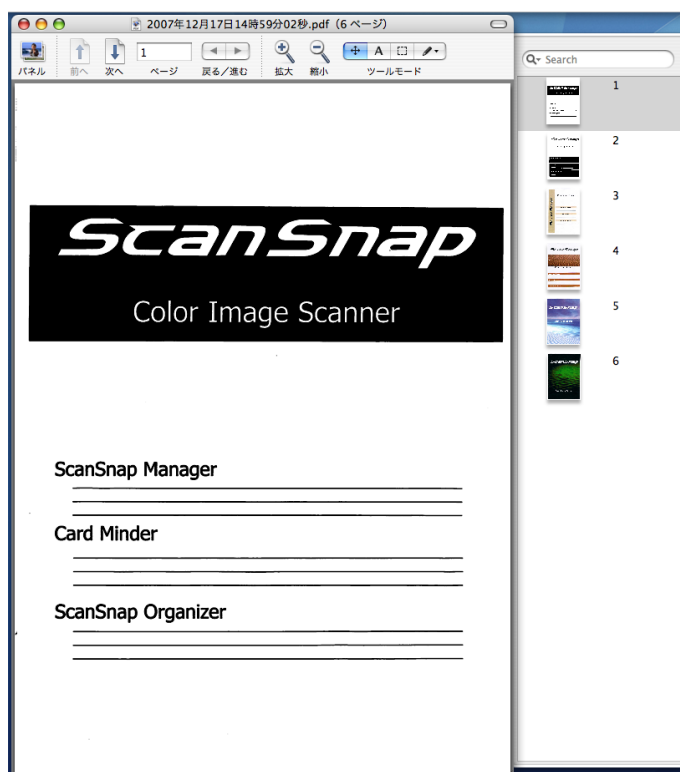 2007年12月17日14時59分02秒.pdf（6 ページ）
1
パネル 前へ 次へ ページ 戻る／進む 拡大 縮小 ツールモード
A
Search
1
2
3
4
5
6
ScanSnap
Color Image Scanner
ScanSnap Manager
Card Minder
ScanSnap Organizer